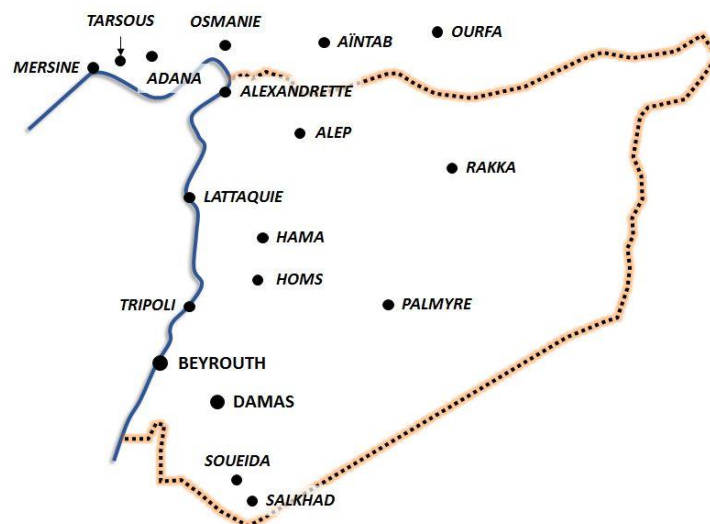 TARSOUS
OSMANIE
AÏNTAB
OURFA
MERSINE
ADANA
ALEXANDRETTE
ALEP
RAKKA
LATTAQUIE
HAMA
HOMS
TRIPOLI
PALMYRE
BEYROUTH
DAMAS
SOUEIDA
SALKHAD